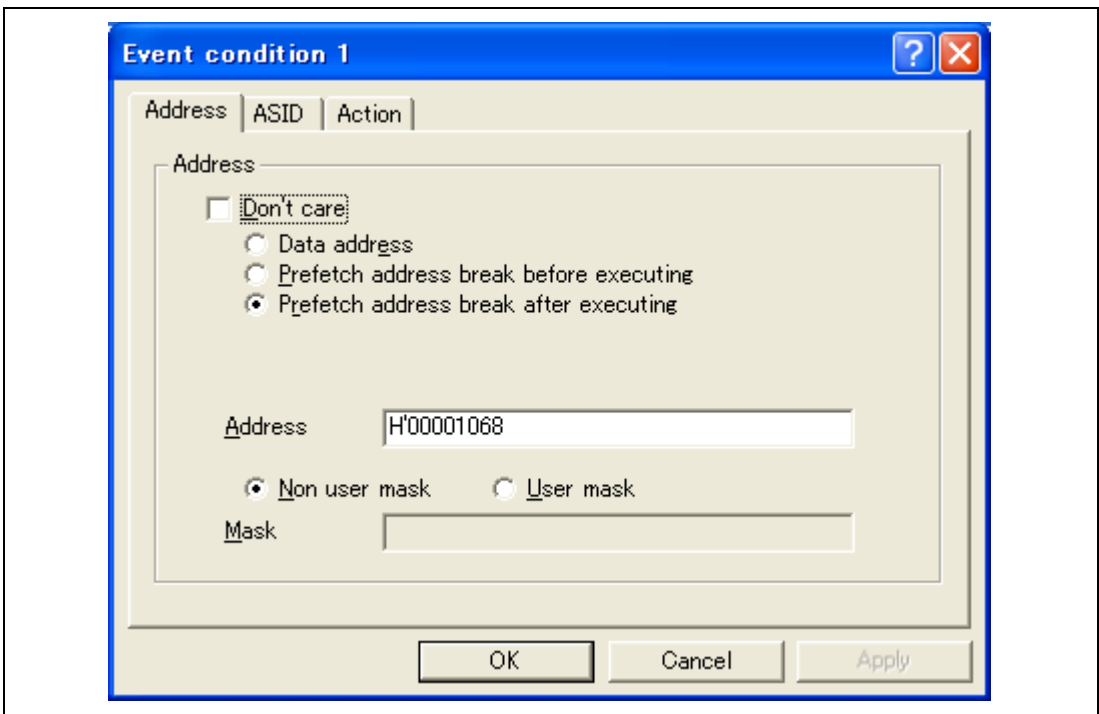 Event condition 1
Address ASID Action
Address
Don't care
Data address
Prefetch address break before executing
Prefetch address break after executing
Address H'00001068
Non user mask User mask
Mask
OK Cancel Apply